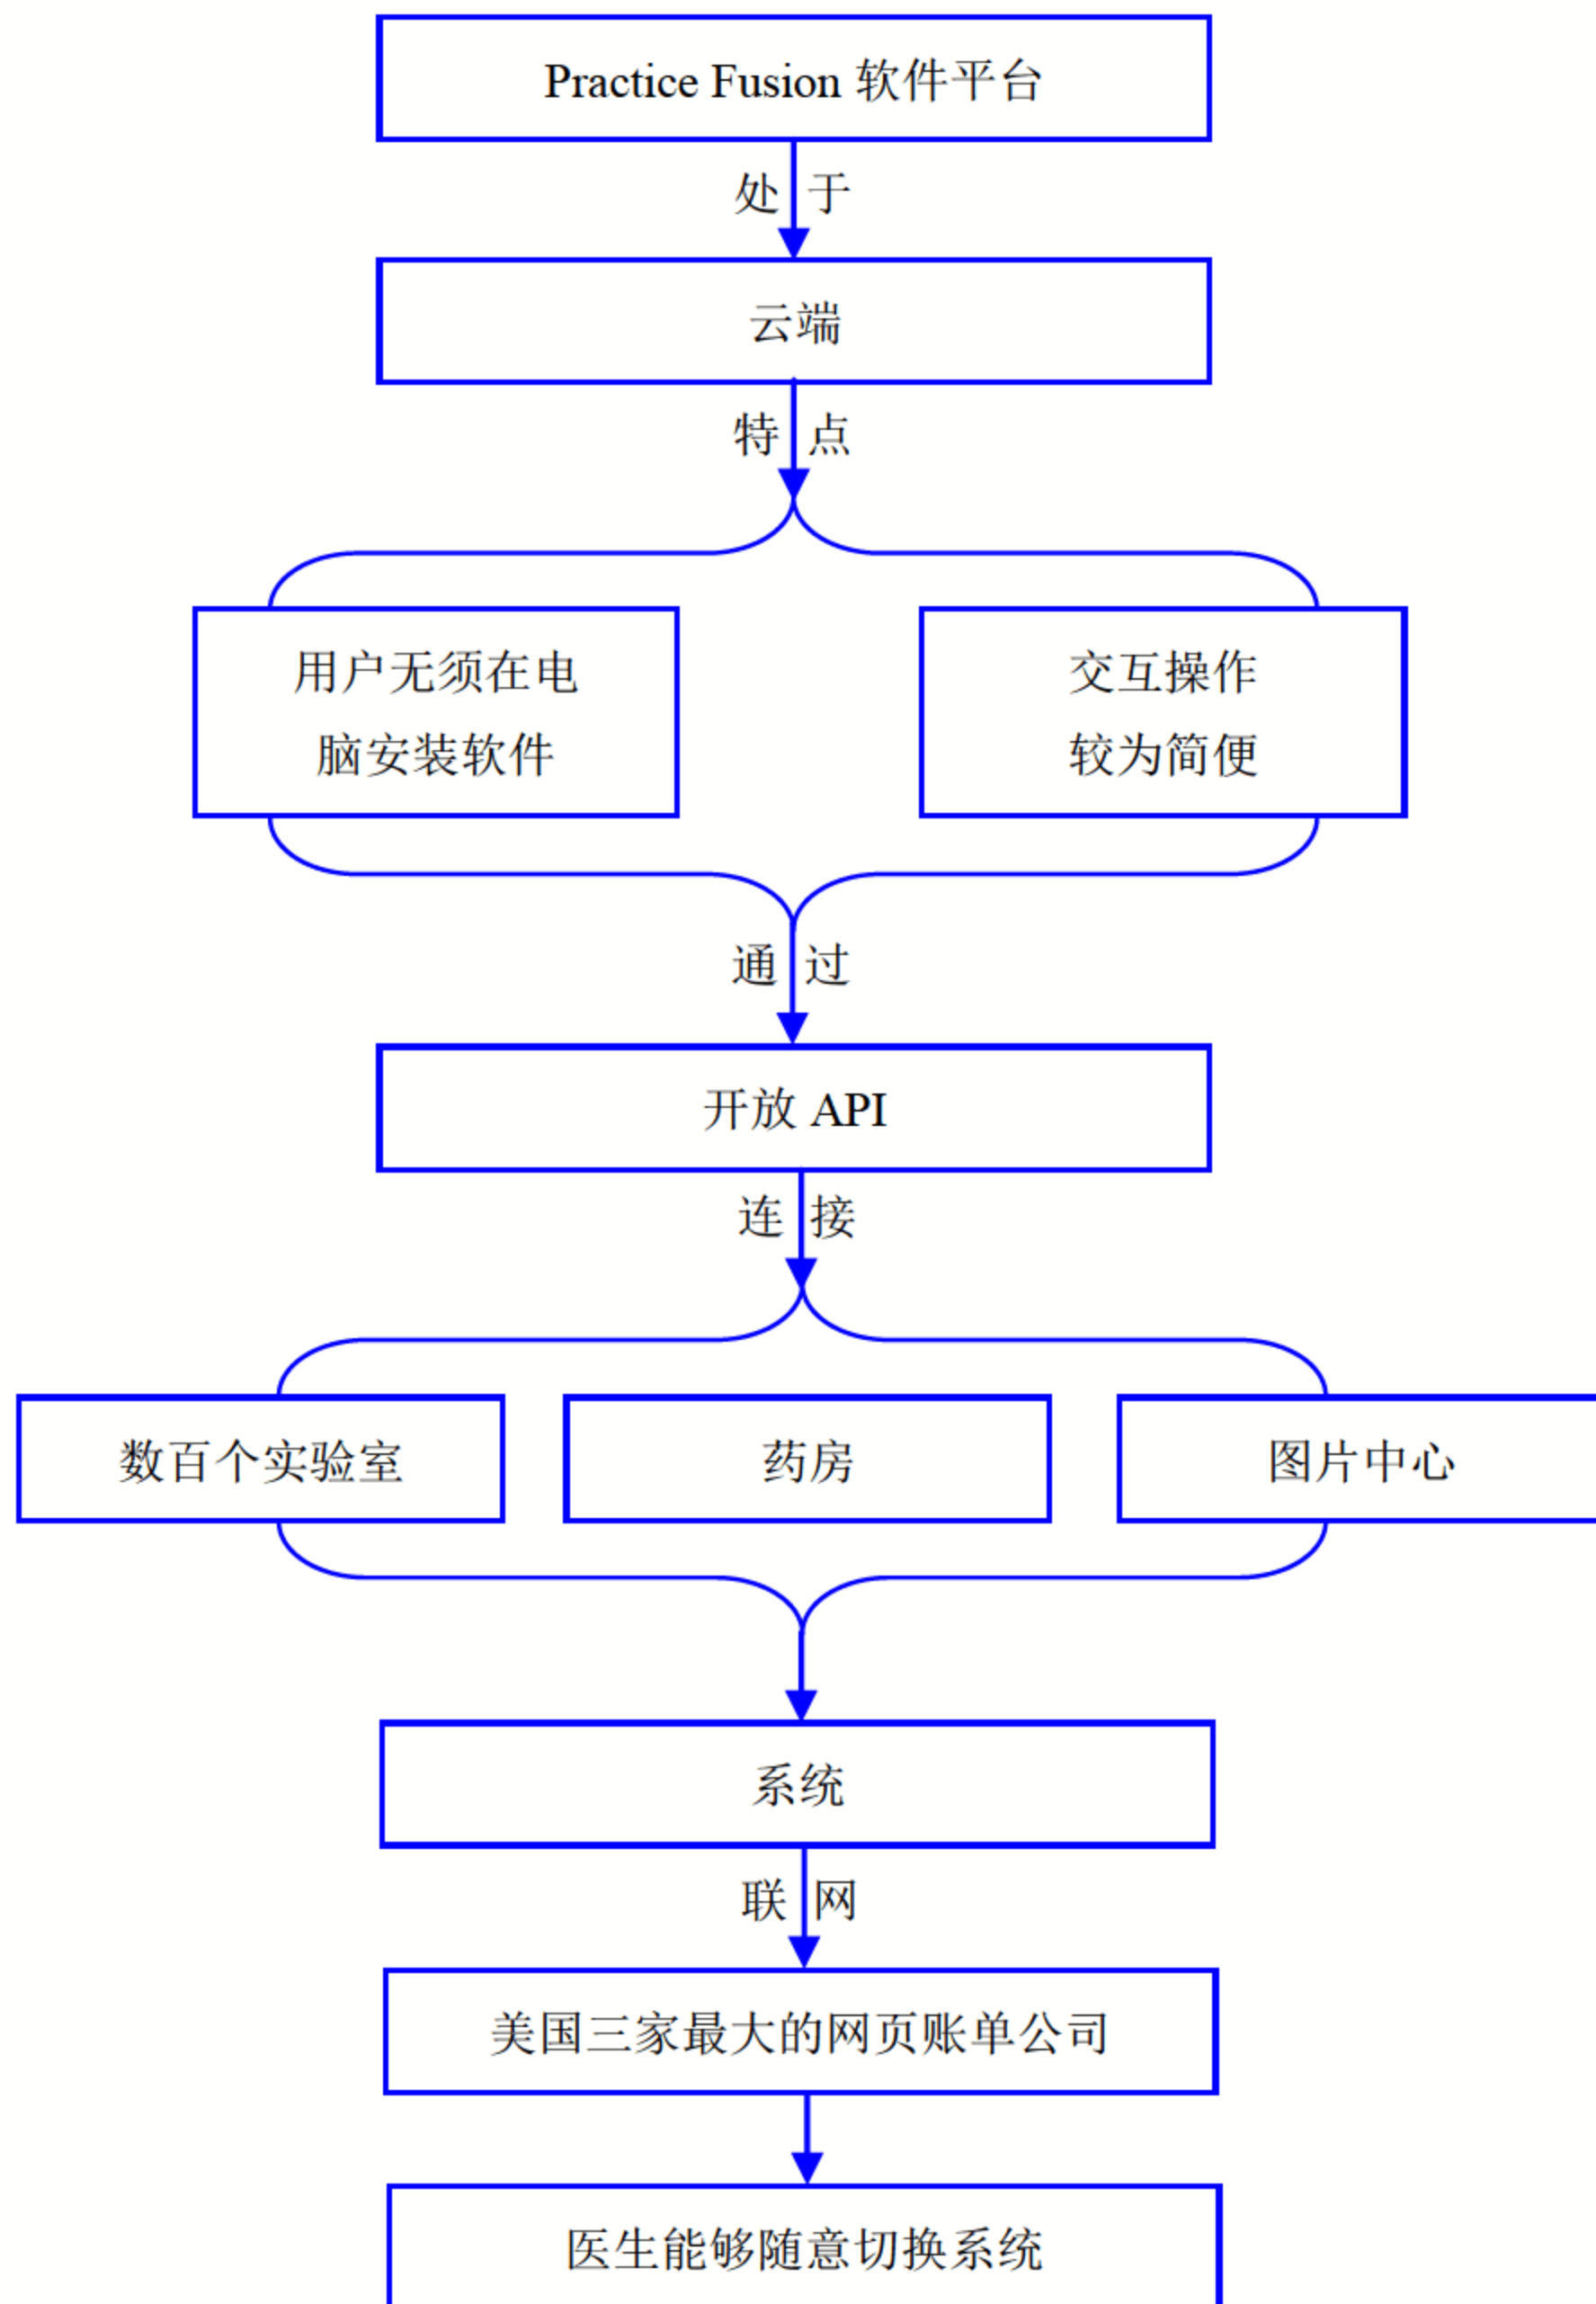 Practice Fusion 软件平台
处于
云端
特点
用户无须在电
脑安装软件
交互操作
较为简便
通过
开放 API
连接
数百个实验室
药房
图片中心
系统
联网
美国三家最大的网页账单公司
医生能够随意切换系统